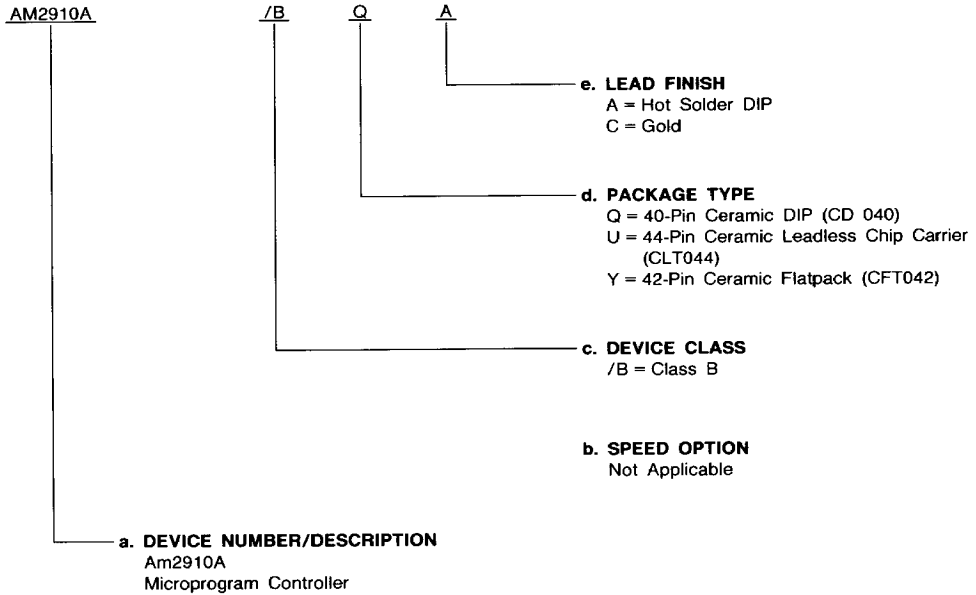 AM2910A /B Q A
e. LEAD FINISH
A = Hot Solder DIP
C = Gold
d. PACKAGE TYPE
Q = 40-Pin Ceramic DIP (CD 040)
U = 44-Pin Ceramic Leadless Chip Carrier
(CLT044)
Y = 42-Pin Ceramic Flatpack (CFT042)
c. DEVICE CLASS
/B = Class B
b. SPEED OPTION
Not Applicable
a. DEVICE NUMBER/DESCRIPTION
Am2910A
Microprogram Controller